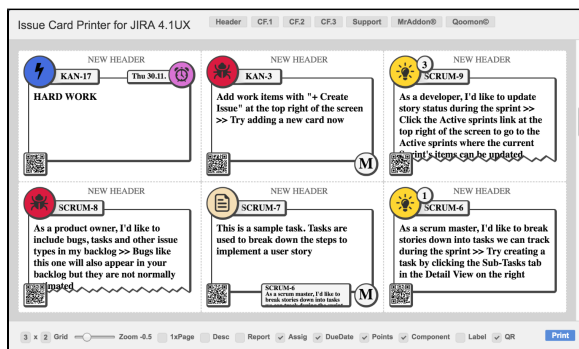 Issue Card Printer for JIRA 4.1UX
Header
CF.1
CF.2
CF.3
Support
MrAddon®
Qoomon©
NEW HEADER
KAN-17
Thu 30.11.
HARD WORK
NEW HEADER
KAN-3
Add work items with "+ Create
Issue" at the top right of the screen
>> Try adding a new card now
M
NEW HEADER
3
SCRUM-9
As a developer, I'd like to update
story status during the sprint >>
Click the Active sprints link at the
top right of the screen to go to the
Active sprints where the current
Sprint's items can be updated
NEW HEADER
SCRUM-8
As a product owner, I'd like to
include bugs, tasks and other issue
types in my backlog >> Bugs like
this one will also appear in your
backlog but they are not normally
NEW HEADER
SCRUM-7
This is a sample task. Tasks are
used to break down the steps to
implement a user story
SCRUM-6
As a scrum master, I'd like to
break stories down into tasks
M
NEW HEADER
1
SCRUM-6
As a scrum master, I'd like to break
stories down into tasks we can track
during the sprint >> Try creating a
task by clicking the Sub-Tasks tab
in the Detail View on the right
3 x 2 Grid
Zoom -0.5
1xPage
Desc
Report
Assig
DueDate
Points
Component
Label
QR
Print